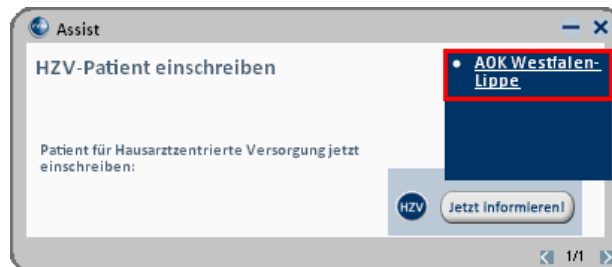 Assist
HZV-Patient einschreiben
AOK Westfalen-
Lippe
Patient für Hausarztzentrierte Versorgung jetzt
einschreiben:
HZV
Jetzt Informieren!
1/1